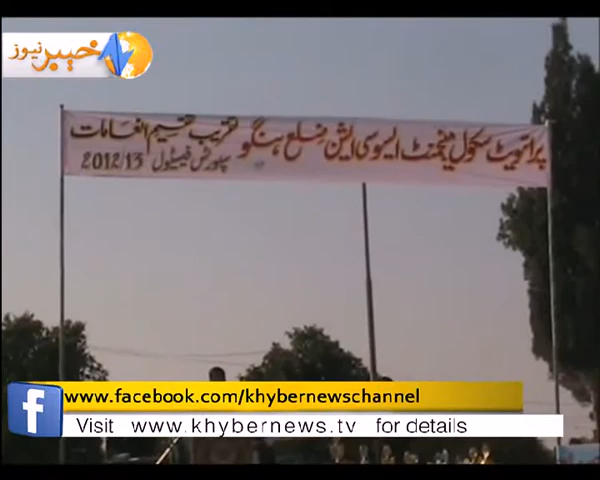 خیبر نیوز
پرائیویٹ سکول مینجمنٹ ایسوسی ایشن ضلع ہنگو تقریب تقسیم انعامات
سپورٹس فیسٹول 2012/13
f www.facebook.com/khybernewschannel
Visit www.khybernews.tv for details